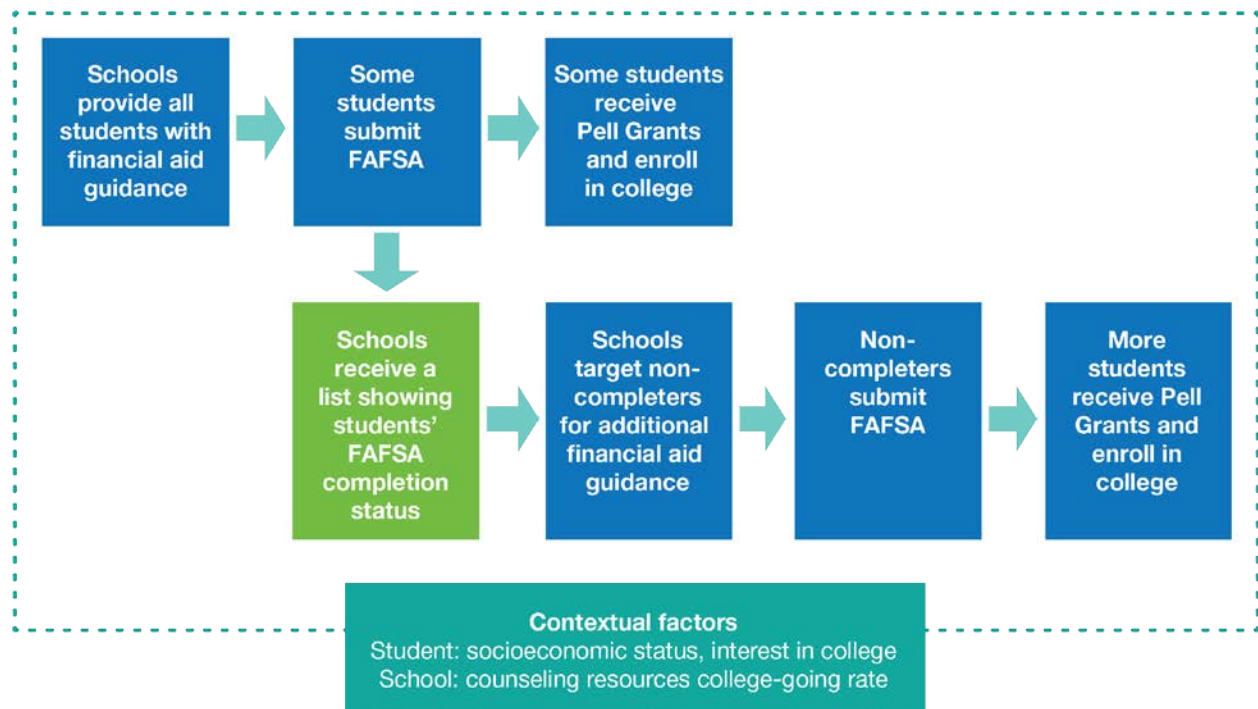 Schools
provide all
students with
financial aid
guidance
Some
students
submit
FAFSA
Some students
receive
Pell Grants
and enroll
in college
Schools
receive a
list showing
students'
FAFSA
completion
status
Schools
target non-
completers
for additional
financial aid
guidance
Non-
completers
submit
FAFSA
More
students
receive Pell
Grants and
enroll in
college
Contextual factors
Student: socioeconomic status, interest in college
School: counseling resources college-going rate